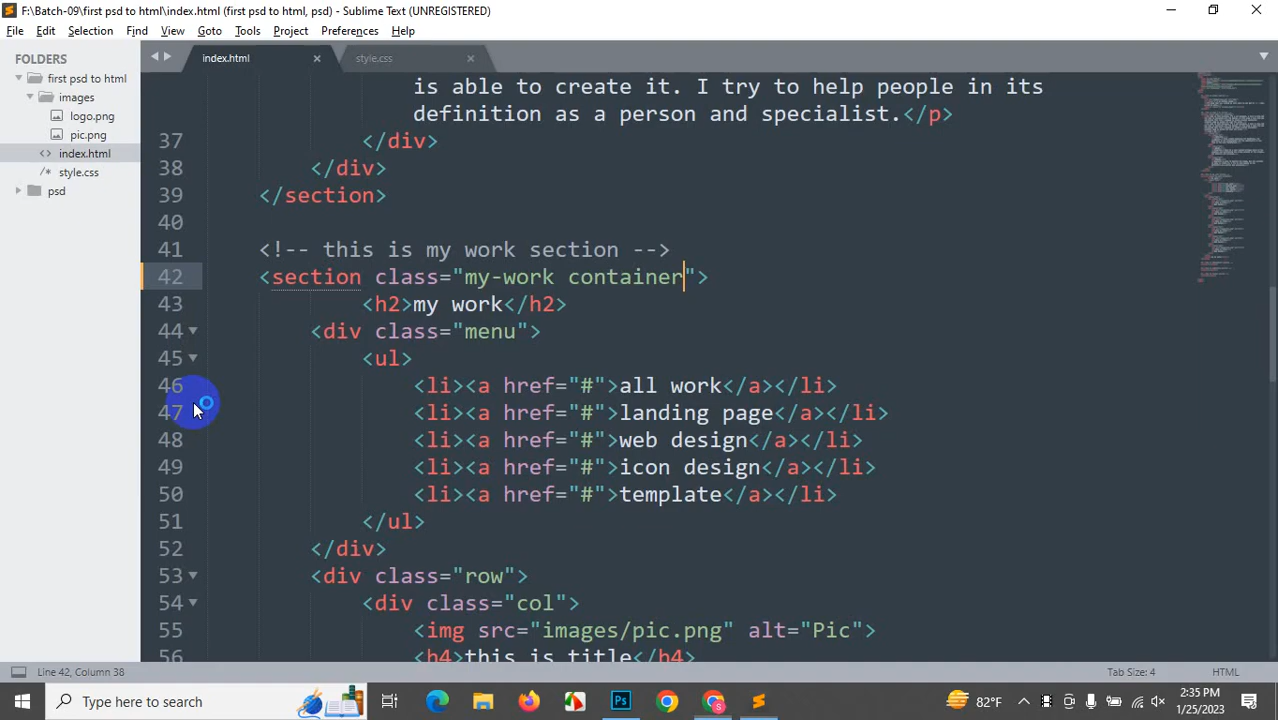 F:\Batch-09\first psd to html\index.html (first psd to html, psd) - Sublime Text (UNREGISTERED)
File Edit Selection Find View Goto Tools Project Preferences Help
FOLDERS
first psd to html
images
logo.png
pic.png
index.html
style.css
psd
index.html style.css
is able to create it. I try to help people in its
definition as a person and specialist.</p>
37 </div>
38 </div>
39 </section>
40
41 <!-- this is my work section -->
42 <section class="my-work container">
43 <h2>my work</h2>
44 <div class="menu">
45 <ul>
46 <li><a href="#">all work</a></li>
47 <li><a href="#">landing page</a></li>
48 <li><a href="#">web design</a></li>
49 <li><a href="#">icon design</a></li>
50 <li><a href="#">template</a></li>
51 </ul>
52 </div>
53 <div class="row">
54 <div class="col">
55 <img src="images/pic.png" alt="Pic">
56 <h4>this is title</h4>
Line 42, Column 38 Tab Size: 4 HTML
Type here to search
82°F
2:35 PM
1/25/2023